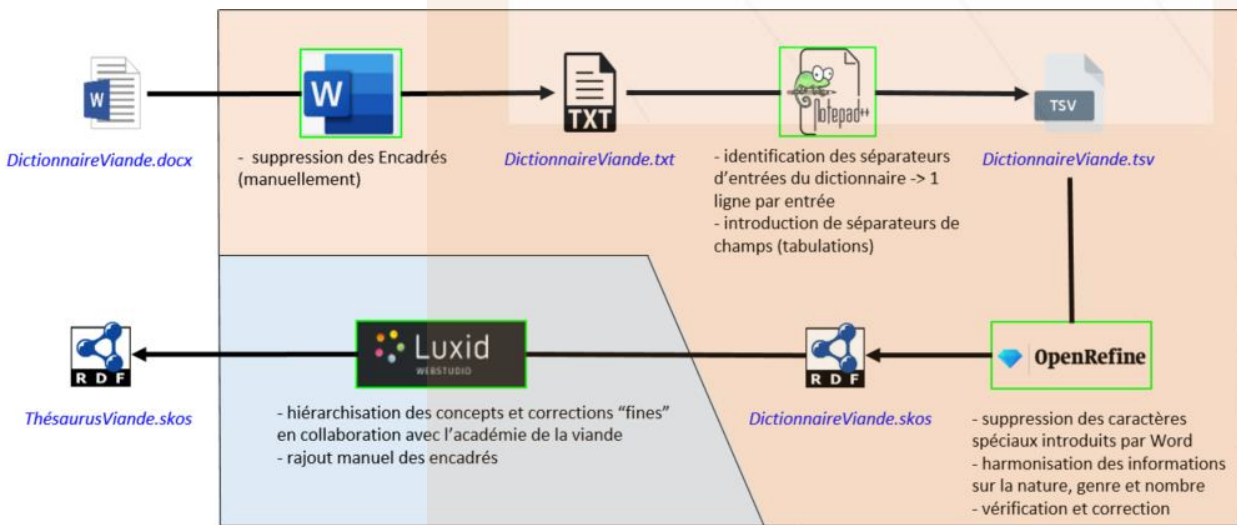 W
W
TXT
Notepad++
TSV
DictionnaireViande.docx
- suppression des Encadrés
(manuellement)
DictionnaireViande.txt
- identification des séparateurs
d'entrées du dictionnaire -> 1
ligne par entrée
- introduction de séparateurs de
champs (tabulations)
DictionnaireViande.tsv
RDF
Luxid
WEBSTUDIO
RDF
OpenRefine
ThésaurusViande.skos
- hiérarchisation des concepts et corrections “fines”
en collaboration avec l'académie de la viande
- rajout manuel des encadrés
DictionnaireViande.skos
- suppression des caractères
spéciaux introduits par Word
- harmonisation des informations
sur la nature, genre et nombre
- vérification et correction